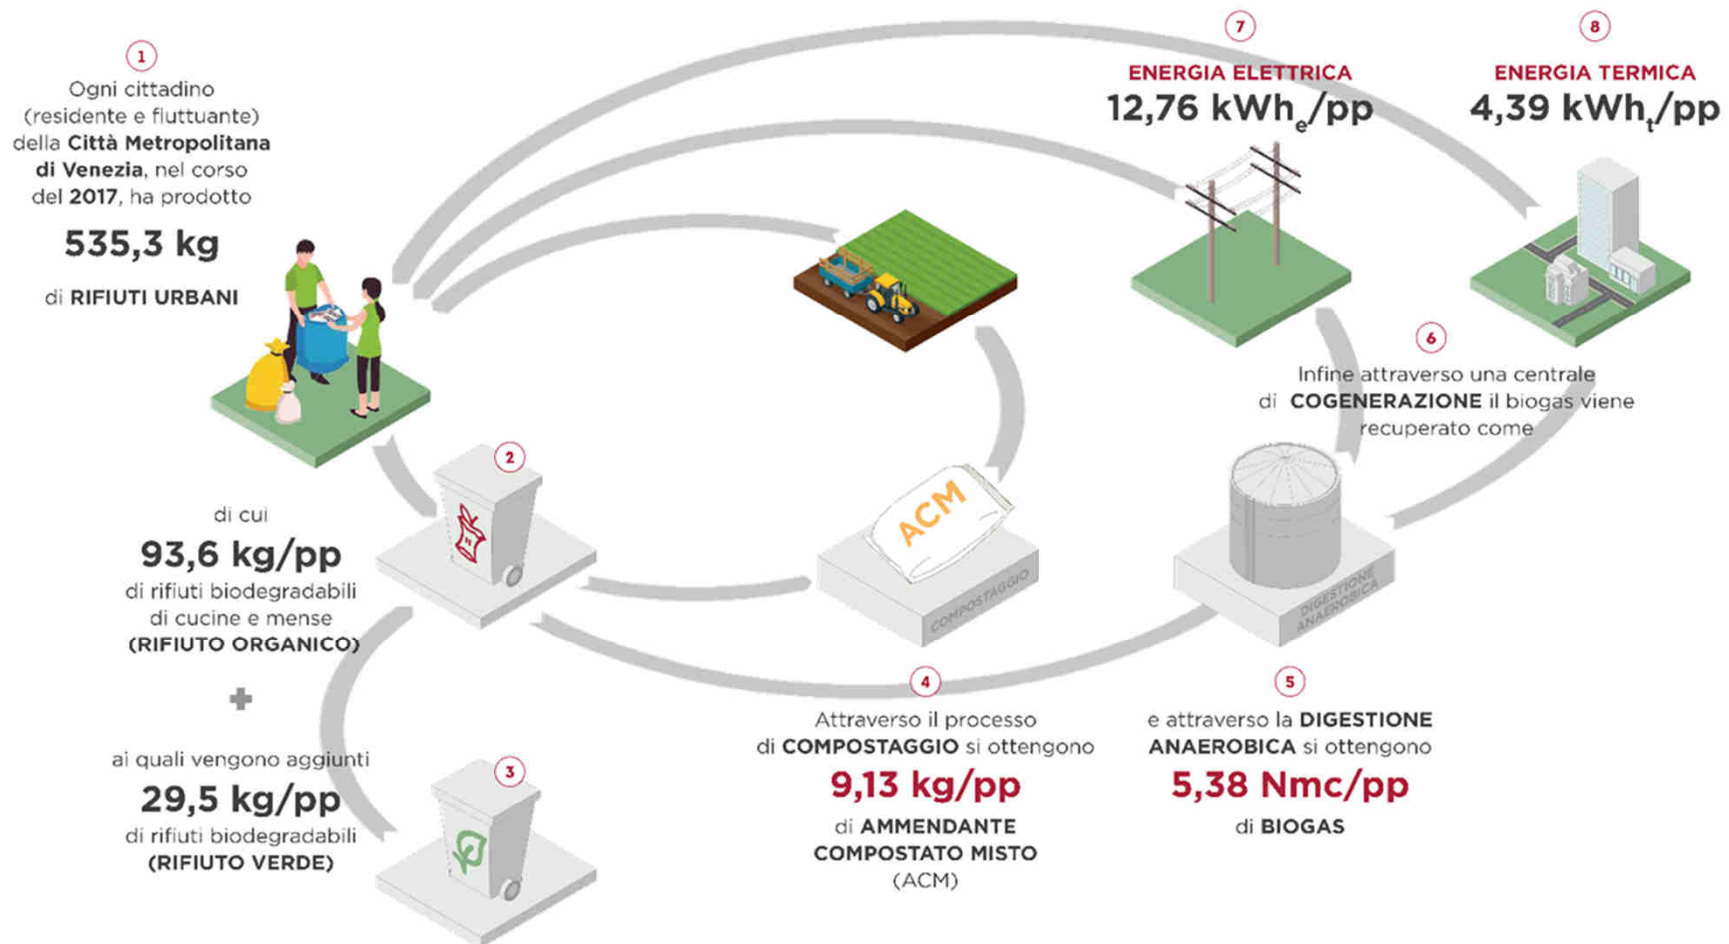 1
Ogni cittadino
(residente e fluttuante)
della Città Metropolitana
di Venezia, nel corso
del 2017, ha prodotto
535,3 kg
di RIFIUTI URBANI
2
di cui
93,6 kg/pp
di rifiuti biodegradabili
di cucine e mense
(RIFIUTO ORGANICO)
+
3
ai quali vengono aggiunti
29,5 kg/pp
di rifiuti biodegradabili
(RIFIUTO VERDE)
ACM
COMPOSTAGGIO
4
Attraverso il processo
di COMPOSTAGGIO si ottengono
9,13 kg/pp
di AMMENDANTE
COMPOSTATO MISTO
(ACM)
DIGESTIONE
ANAEROBICA
5
e attraverso la DIGESTIONE
ANAEROBICA si ottengono
5,38 Nmc/pp
di BIOGAS
6
Infine attraverso una centrale
di COGENERAZIONE il biogas viene
recuperato come
7
ENERGIA ELETTRICA
12,76 kWhe/pp
8
ENERGIA TERMICA
4,39 kWht/pp